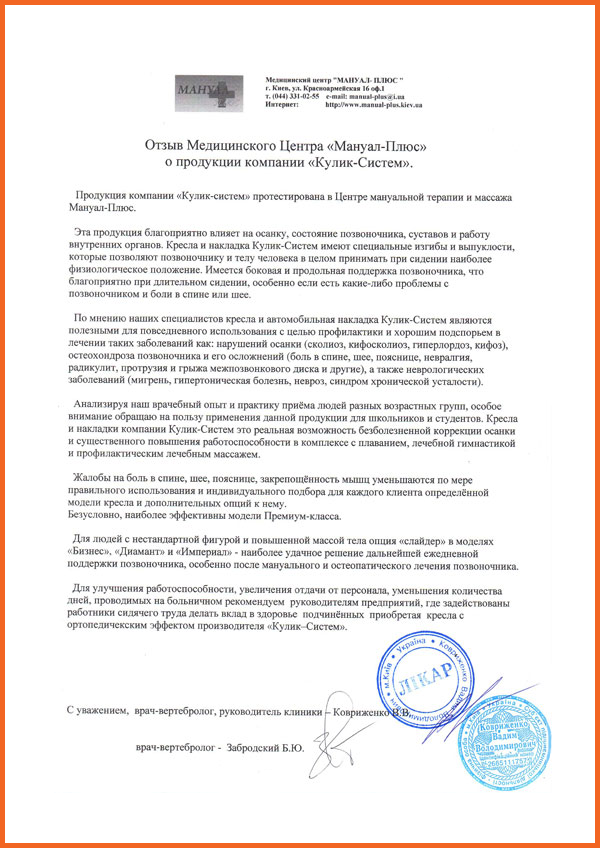 МАНУАЛ
Медицинский центр "МАНУАЛ- ПЛЮС "
г. Киев, ул. Красноармейская 16 оф.1
т. (044) 331-02-55 e-mail: manual-plus@i.ua
Интернет: http://www.manual-plus.kiev.ua
Отзыв Медицинского Центра «Мануал-Плюс»
о продукции компании «Кулик-Систем».
Продукция компании «Кулик-систем» протестирована в Центре мануальной терапии и массажа
Мануал-Плюс.
Эта продукция благоприятно влияет на осанку, состояние позвоночника, суставов и работу
внутренних органов. Кресла и накладка Кулик-Систем имеют специальные изгибы и выпуклости,
которые позволяют позвоночнику и телу человека в целом принимать при сидении наиболее
физиологическое положение. Имеется боковая и продольная поддержка позвоночника, что
благоприятно при длительном сидении, особенно если есть какие-либо проблемы с
позвоночником и боли в спине или шее.
По мнению наших специалистов кресла и автомобильная накладка Кулик-Систем являются
полезными для повседневного использования с целью профилактики и хорошим подспорьем в
лечении таких заболеваний как: нарушений осанки (сколиоз, кифосколиоз, гиперлордоз, кифоз),
остеохондроза позвоночника и его осложнений (боль в спине, шее, пояснице, невралгия,
радикулит, протрузия и грыжа межпозвонкового диска и другие), а также неврологических
заболеваний (мигрень, гипертоническая болезнь, невроз, синдром хронической усталости).
Анализируя наш врачебный опыт и практику приёма людей разных возрастных групп, особое
внимание обращаю на пользу применения данной продукции для школьников и студентов. Кресла
и накладки компании Кулик-Систем это реальная возможность безболезненной коррекции осанки
и существенного повышения работоспособности в комплексе с плаванием, лечебной гимнастикой
и профилактическим лечебным массажем.
Жалобы на боль в спине, шее, пояснице, закрепощённость мышц уменьшаются по мере
правильного использования и индивидуального подбора для каждого клиента определённой
модели кресла и дополнительных опций к нему.
Безусловно, наиболее эффективны модели Премиум-класса.
Для людей с нестандартной фигурой и повышенной массой тела опция «слайдер» в моделях
«Бизнес», «Диамант» и «Империал» - наиболее удачное решение дальнейшей ежедневной
поддержки позвоночника, особенно после мануального и остеопатического лечения позвоночника.
Для улучшения работоспособности, увеличения отдачи от персонала, уменьшения количества
дней, проводимых на больничном рекомендуем руководителям предприятий, где задействованы
работники сидячего труда делать вклад в здоровье подчинённых приобретая кресла с
ортопедичеcким эффектом производителя «Кулик–Систем».
С уважением, врач-вертебролог, руководитель клиники – Ковриженко В.В.
врач-вертебролог - Забродский Б.Ю.
м.Київ * Україна * Ковриженко Вадим Володимирович
ЛІКАР
Ковриженко
Вадим
Володимирович